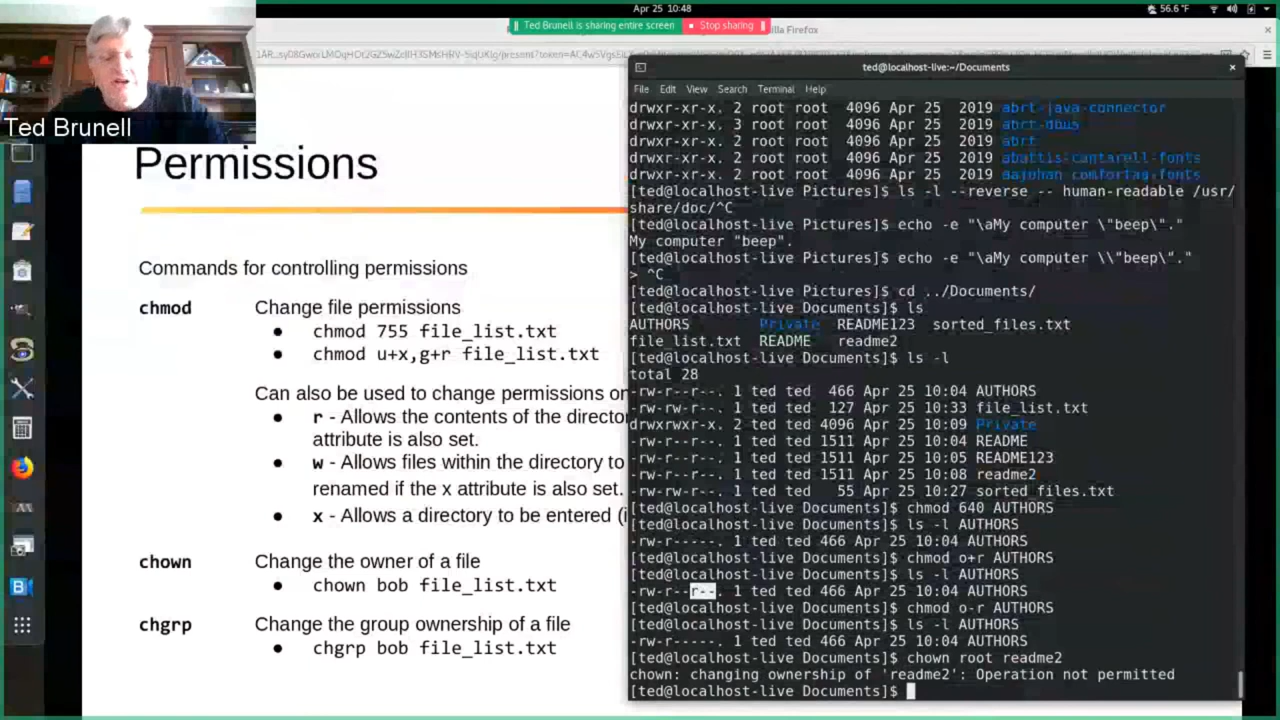 Apr 25 10:48
56.6 °F
Ted Brunell is sharing entire screen
Stop sharing
Firefox
Ted Brunell
Permissions
Commands for controlling permissions
chmod Change file permissions
● chmod 755 file_list.txt
● chmod u+x,g+r file_list.txt
Can also be used to change permissions on
● r - Allows the contents of the director
attribute is also set.
● w - Allows files within the directory to
renamed if the x attribute is also set.
● x - Allows a directory to be entered (i
chown Change the owner of a file
● chown bob file_list.txt
chgrp Change the group ownership of a file
● chgrp bob file_list.txt
ted@localhost-live:~/Documents
File Edit View Search Terminal Help
drwxr-xr-x. 2 root root 4096 Apr 25 2019 abrt-java-connector
drwxr-xr-x. 3 root root 4096 Apr 25 2019 abrt-dbus
drwxr-xr-x. 2 root root 4096 Apr 25 2019 abrt
drwxr-xr-x. 2 root root 4096 Apr 25 2019 abattis-cantarell-fonts
drwxr-xr-x. 2 root root 4096 Apr 25 2019 aajohan-comfortaa-fonts
[ted@localhost-live Pictures]$ ls -l --reverse -- human-readable /usr/
share/doc/^C
[ted@localhost-live Pictures]$ echo -e "\aMy computer \"beep\"."
My computer "beep".
[ted@localhost-live Pictures]$ echo -e "\aMy computer \\"beep\"."
> ^C
[ted@localhost-live Pictures]$ cd ../Documents/
[ted@localhost-live Documents]$ ls
AUTHORS Private README123 sorted_files.txt
file_list.txt README readme2
[ted@localhost-live Documents]$ ls -l
total 28
-rw-r--r--. 1 ted ted 466 Apr 25 10:04 AUTHORS
-rw-rw-r--. 1 ted ted 127 Apr 25 10:33 file_list.txt
drwxrwxr-x. 2 ted ted 4096 Apr 25 10:09 Private
-rw-r--r--. 1 ted ted 1511 Apr 25 10:04 README
-rw-r--r--. 1 ted ted 1511 Apr 25 10:05 README123
-rw-r--r--. 1 ted ted 1511 Apr 25 10:08 readme2
-rw-rw-r--. 1 ted ted 55 Apr 25 10:27 sorted_files.txt
[ted@localhost-live Documents]$ chmod 640 AUTHORS
[ted@localhost-live Documents]$ ls -l AUTHORS
-rw-r-----. 1 ted ted 466 Apr 25 10:04 AUTHORS
[ted@localhost-live Documents]$ chmod o+r AUTHORS
[ted@localhost-live Documents]$ ls -l AUTHORS
-rw-r--r--. 1 ted ted 466 Apr 25 10:04 AUTHORS
[ted@localhost-live Documents]$ chmod o-r AUTHORS
[ted@localhost-live Documents]$ ls -l AUTHORS
-rw-r-----. 1 ted ted 466 Apr 25 10:04 AUTHORS
[ted@localhost-live Documents]$ chown root readme2
chown: changing ownership of 'readme2': Operation not permitted
[ted@localhost-live Documents]$